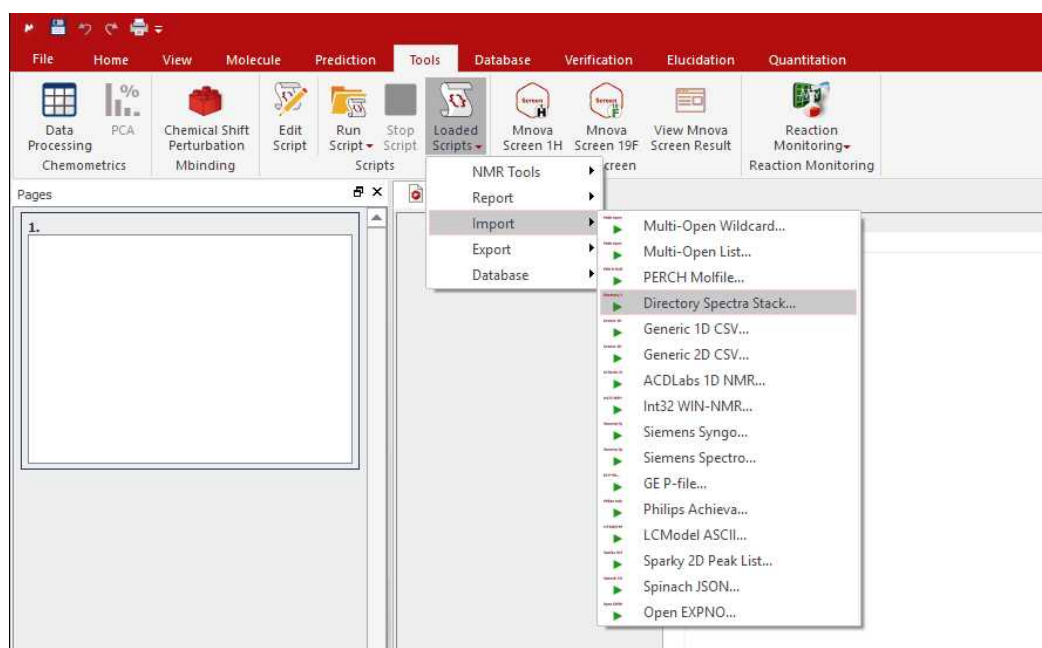 File Home View Molecule Prediction Tools Database Verification Elucidation Quantitation
Data Processing
PCA
Chemometrics
Chemical Shift Perturbation
Mbinding
Edit Script
Run Script
Stop Script
Loaded Scripts
Scripts
Mnova Screen 1H
Mnova Screen 19F
View Mnova Screen Result
creen
Reaction Monitoring
Reaction Monitoring
Pages
1.
NMR Tools
Report
Import
Export
Database
Multi-Open Wildcard...
Multi-Open List...
PERCH Molfile...
Directory Spectra Stack...
Generic 1D CSV...
Generic 2D CSV...
ACDLabs 1D NMR...
Int32 WIN-NMR...
Siemens Syngo...
Siemens Spectro...
GE P-file...
Philips Achieva...
LCModel ASCII...
Sparky 2D Peak List...
Spinach JSON...
Open EXPNO...